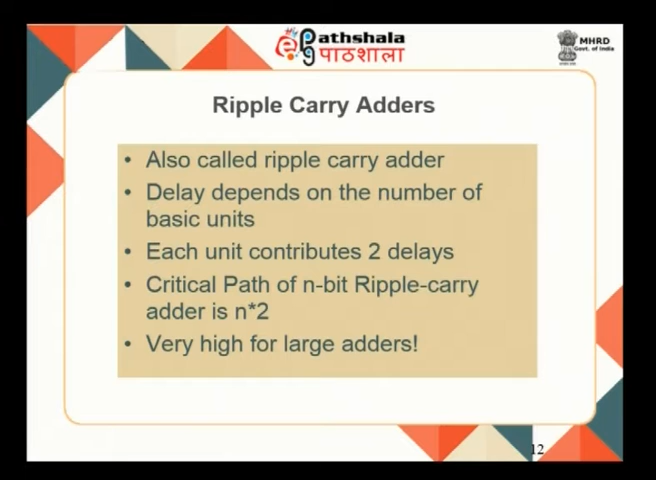 Pathshala
पाठशाला
MHRD
Govt. of India
Ripple Carry Adders
• Also called ripple carry adder
• Delay depends on the number of
basic units
• Each unit contributes 2 delays
• Critical Path of n-bit Ripple-carry
adder is n*2
• Very high for large adders!
12